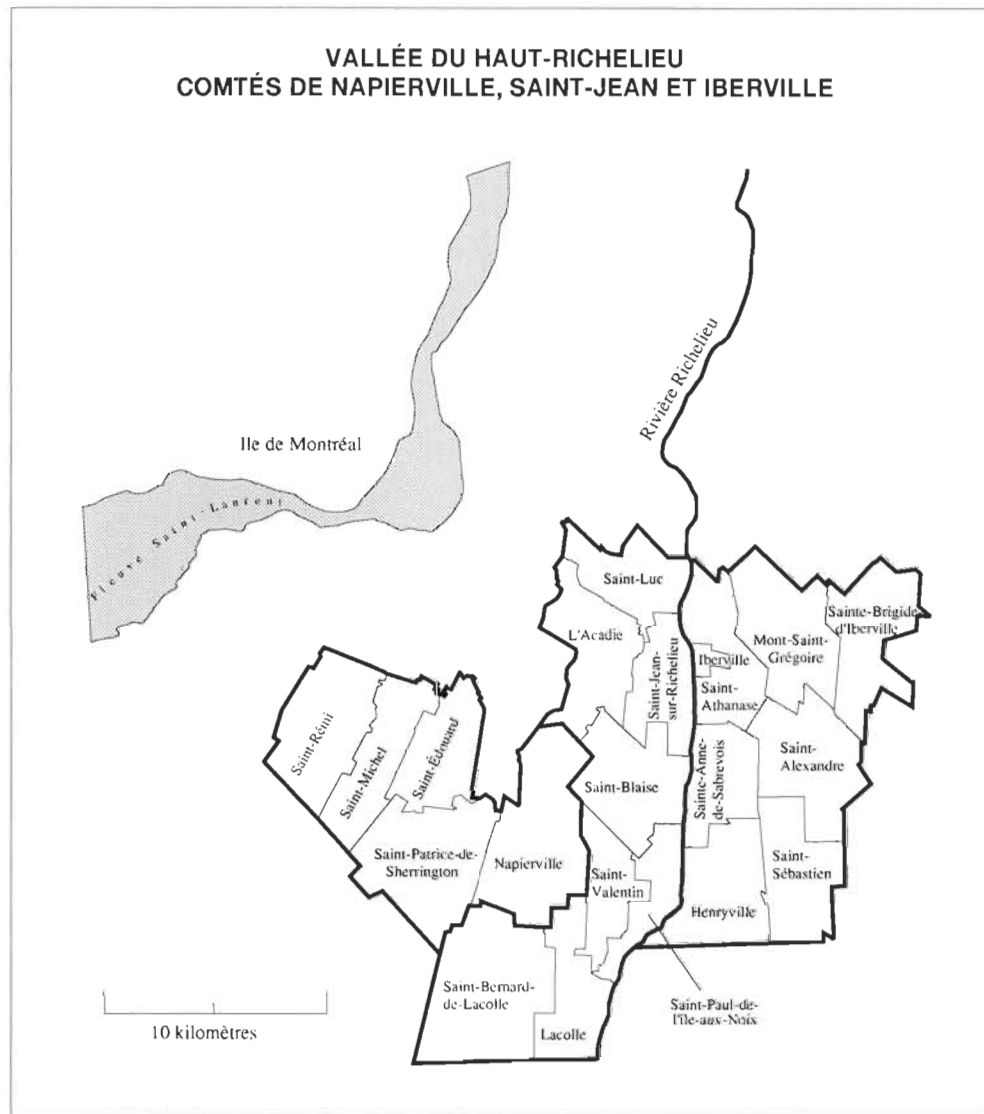 VALLÉE DU HAUT-RICHELIEU
COMTÉS DE NAPIERVILLE, SAINT-JEAN ET IBERVILLE
Rivière Richelieu
Ile de Montréal
Fleuve Saint-Laurent
Saint-Luc
L'Acadie
Sainte-Brigide
d'Iberville
Mont-Saint-
Grégoire
Iberville
Saint-Jean-
sur-Richelieu
Saint-
Athanase
Saint-Rémi
Saint-Michel
Saint-Édouard
Saint-
Alexandre
Sainte-Anne-
de-Sabrevois
Saint-Blaise
Saint-Patrice-de-
Sherrington
Napierville
Saint-
Valentin
Saint-
Sébastien
Henryville
Saint-Bernard-
de-Lacolle
Saint-Paul-de-
l'Île-aux-Noix
Lacolle
10 kilomètres